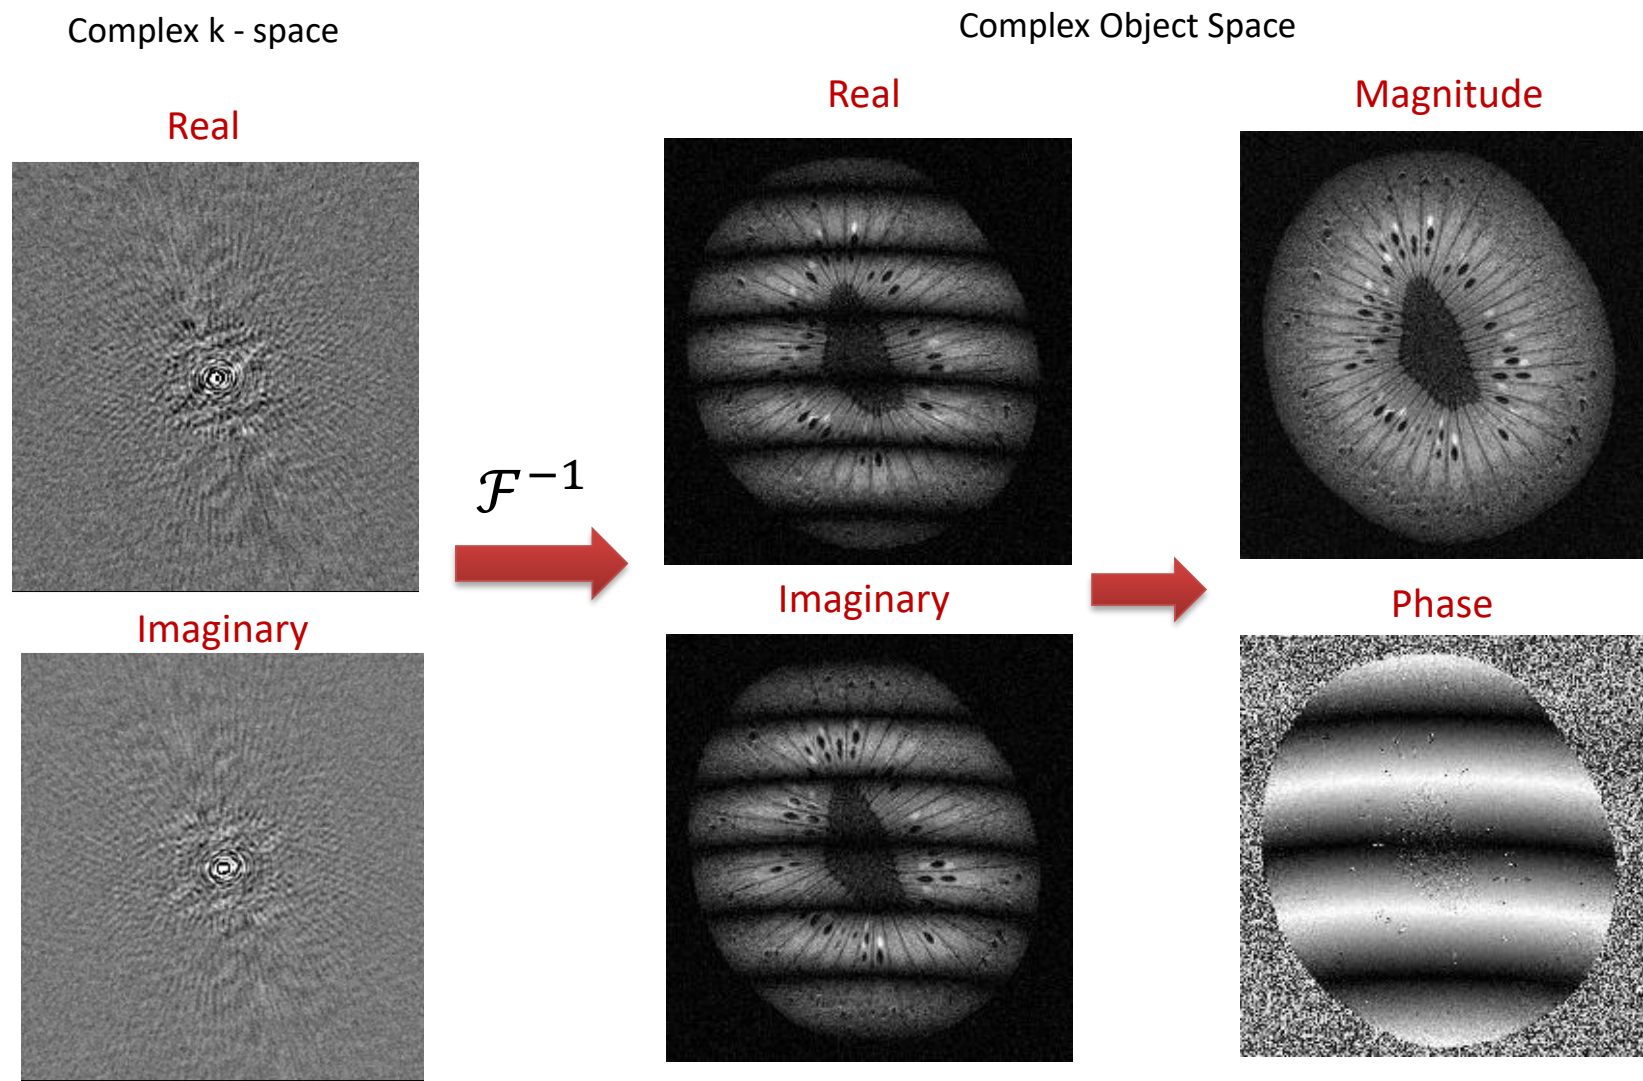 Complex k - space
Complex Object Space
Real
Real
Magnitude
ℱ⁻¹
Imaginary
Imaginary
Phase